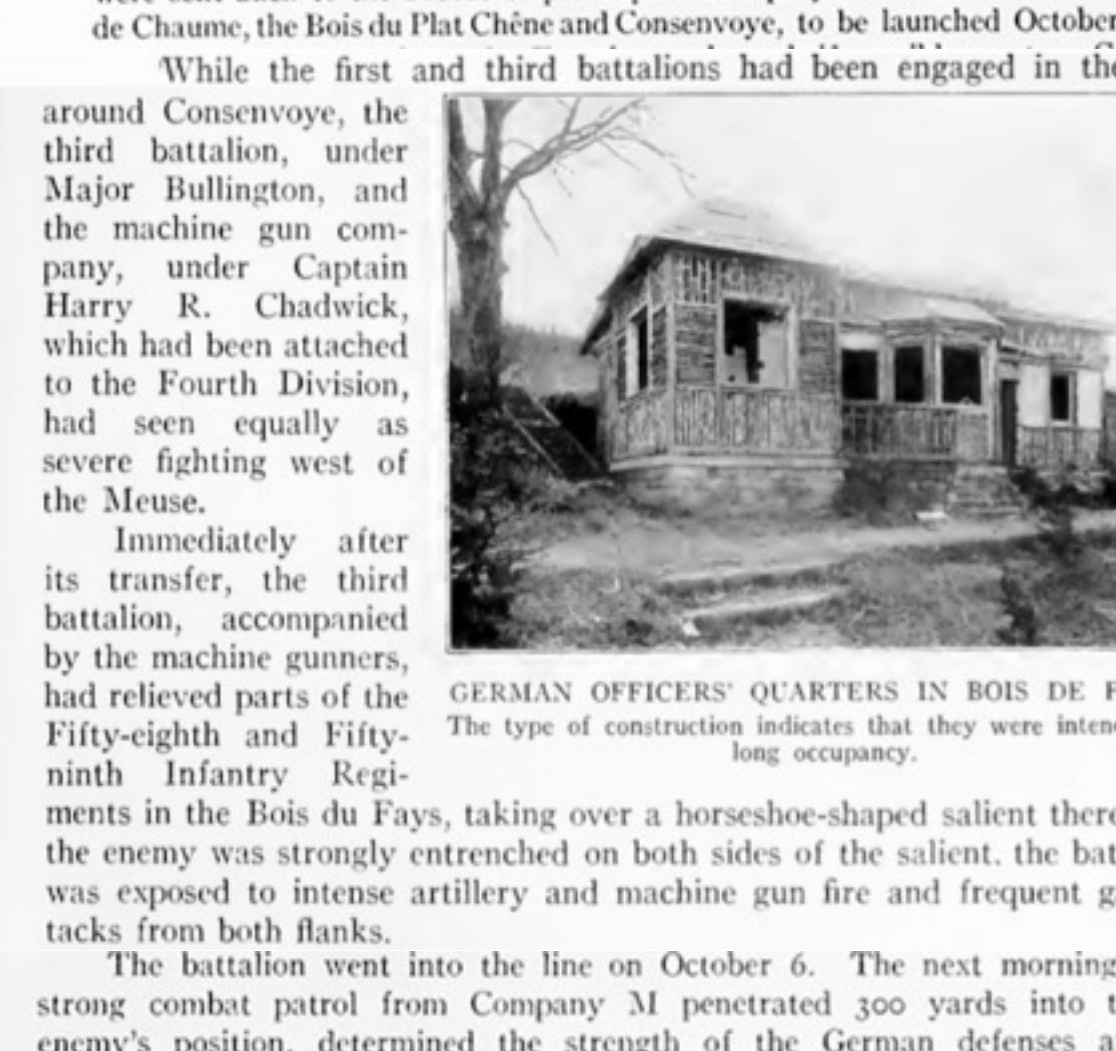 de Chaume, the Bois du Plat Chêne and Consenvoye, to be launched October
While the first and third battalions had been engaged in the
around Consenvoye, the
third battalion, under
Major Bullington, and
the machine gun com-
pany, under Captain
Harry R. Chadwick,
which had been attached
to the Fourth Division,
had seen equally as
severe fighting west of
the Meuse.
Immediately after
its transfer, the third
battalion, accompanied
by the machine gunners,
had relieved parts of the
Fifty-eighth and Fifty-
ninth Infantry Regi-
GERMAN OFFICERS' QUARTERS IN BOIS DE
The type of construction indicates that they were inten
long occupancy.
ments in the Bois du Fays, taking over a horseshoe-shaped salient there
the enemy was strongly entrenched on both sides of the salient, the bat
was exposed to intense artillery and machine gun fire and frequent g
tacks from both flanks.
The battalion went into the line on October 6. The next morning
strong combat patrol from Company M penetrated 300 yards into
enemy's position, determined the strength of the German defenses a